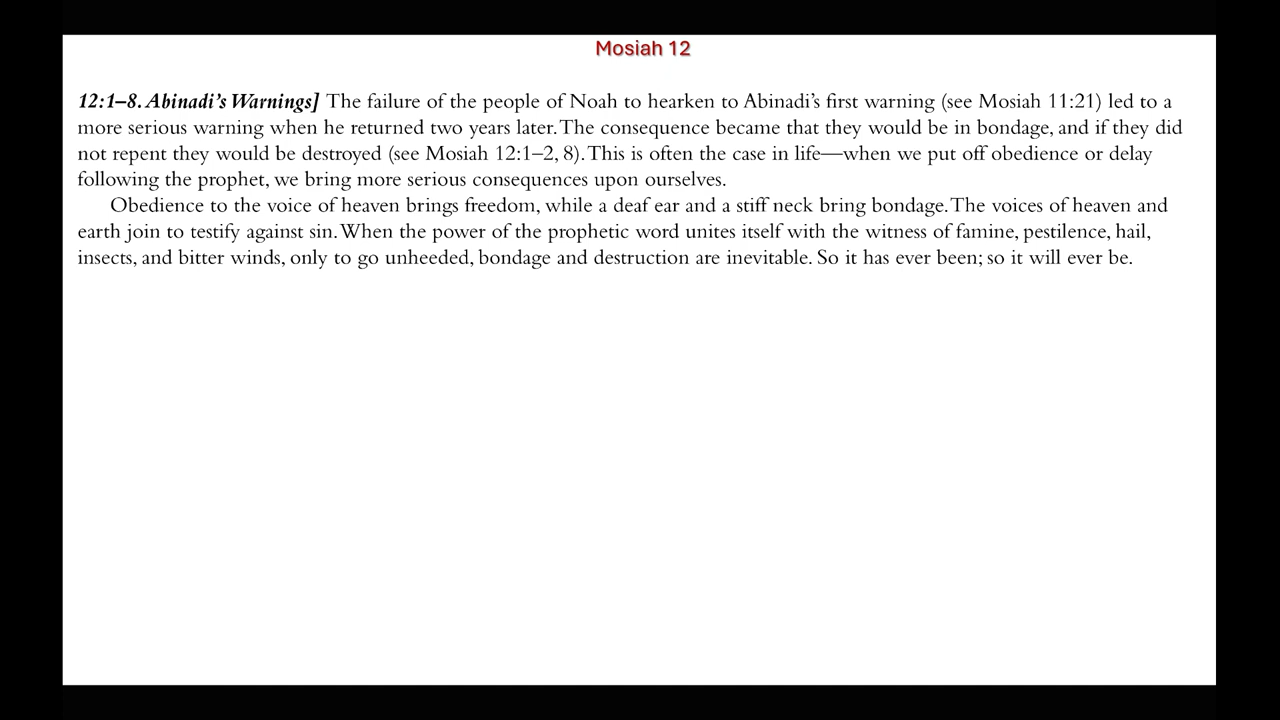 Mosiah 12
12:1–8. Abinadi’s Warnings] The failure of the people of Noah to hearken to Abinadi’s first warning (see Mosiah 11:21) led to a
more serious warning when he returned two years later. The consequence became that they would be in bondage, and if they did
not repent they would be destroyed (see Mosiah 12:1–2, 8). This is often the case in life—when we put off obedience or delay
following the prophet, we bring more serious consequences upon ourselves.
Obedience to the voice of heaven brings freedom, while a deaf ear and a stiff neck bring bondage. The voices of heaven and
earth join to testify against sin. When the power of the prophetic word unites itself with the witness of famine, pestilence, hail,
insects, and bitter winds, only to go unheeded, bondage and destruction are inevitable. So it has ever been; so it will ever be.